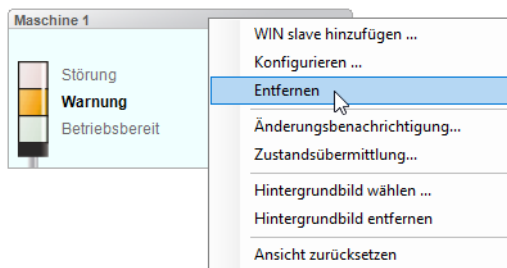 Maschine 1
Störung
Warnung
Betriebsbereit
WIN slave hinzufügen ...
Konfigurieren ...
Entfernen
Änderungsbenachrichtigung...
Zustandsübermittlung...
Hintergrundbild wählen ...
Hintergrundbild entfernen
Ansicht zurücksetzen